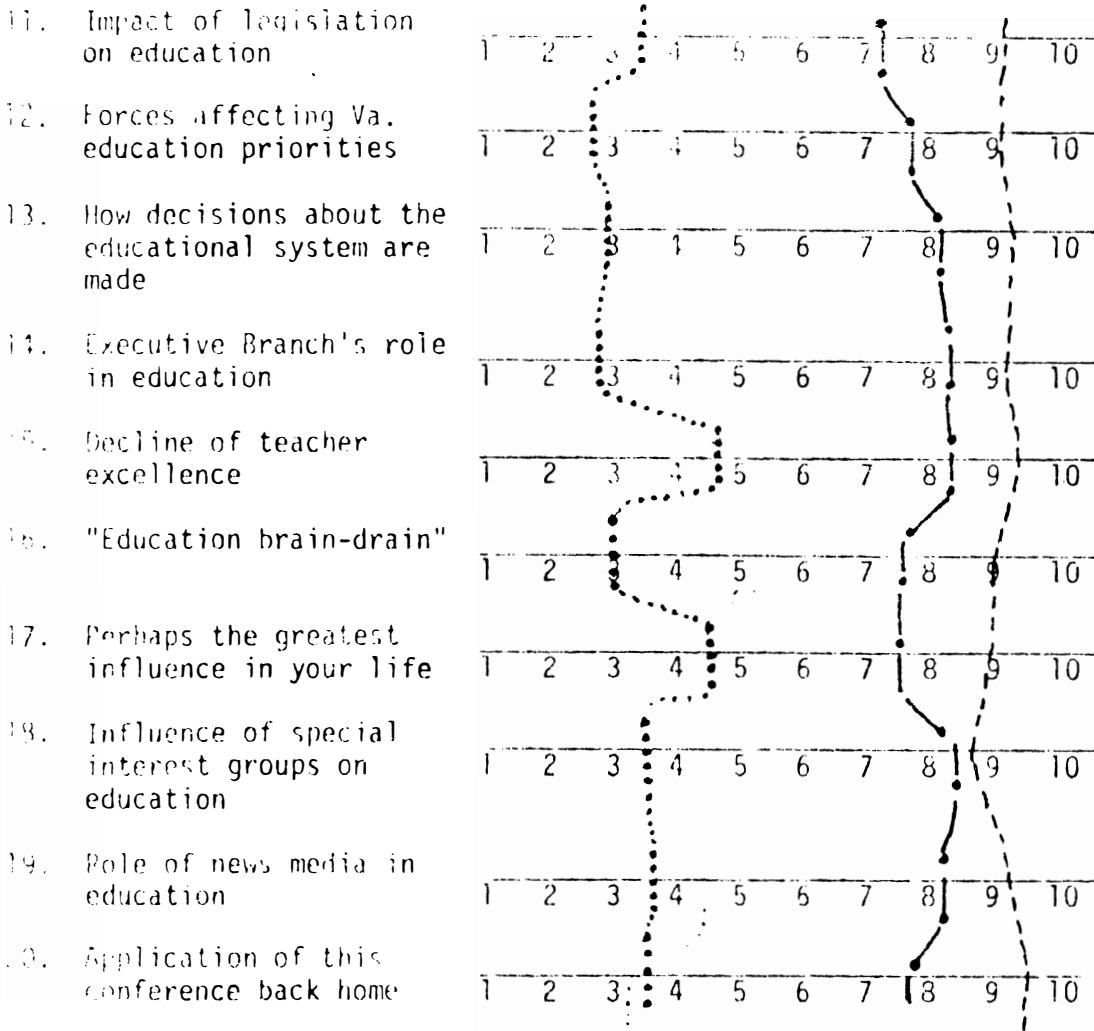 11. Impact of legislation
on education
1 2 3 4 5 6 7 8 9 10
12. Forces affecting Va.
education priorities
1 2 3 4 5 6 7 8 9 10
13. How decisions about the
educational system are
made
1 2 3 4 5 6 7 8 9 10
14. Executive Branch's role
in education
1 2 3 4 5 6 7 8 9 10
Decline of teacher
excellence
1 2 3 4 5 6 7 8 9 10
"Education brain-drain"
1 2 3 4 5 6 7 8 9 10
17. Perhaps the greatest
influence in your life
1 2 3 4 5 6 7 8 9 10
18. Influence of special
interest groups on
education
1 2 3 4 5 6 7 8 9 10
19. Role of news media in
education
1 2 3 4 5 6 7 8 9 10
Application of this
conference back home
1 2 3 4 5 6 7 8 9 10